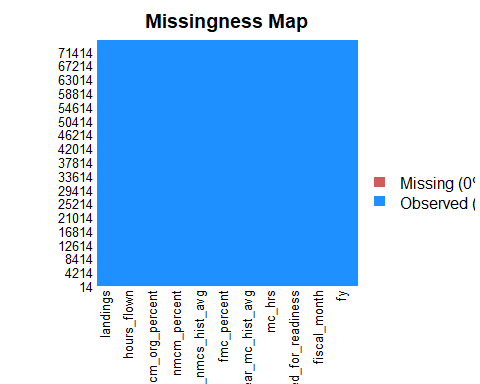 Missingness Map
71414
67214
63014
58814
54614
50414
46214
42014
37814
33614
29414
25214
21014
16814
12614
8414
4214
14
Missing (0%
Observed (
landings
hours_flown
cm_org_percent
nmcm_percent
_nmcs_hist_avg
fmc_percent
ear_mc_hist_avg
mc_hrs
ed_for_readiness
fiscal_month
fy